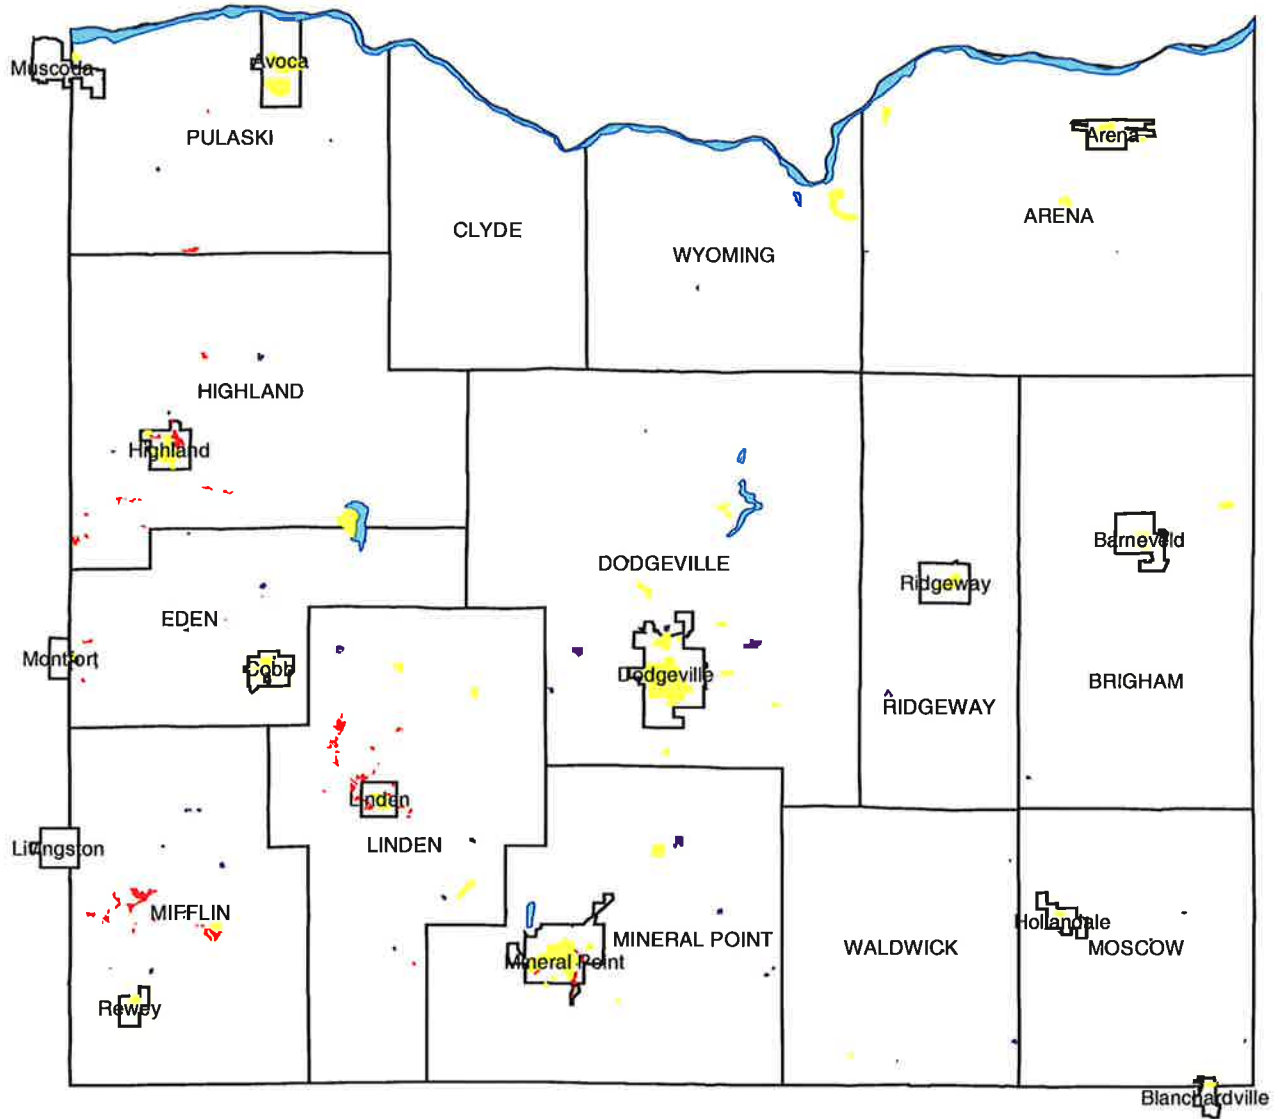 Muscoda
Avoca
PULASKI
Arena
ARENA
CLYDE
WYOMING
HIGHLAND
Highland
DODGEVILLE
Barneveld
Ridgeway
EDEN
Montfort
Cobb
Dodgeville
BRIGHAM
RIDGEWAY
Linden
LINDEN
Livingston
MIFFLIN
Hollandale
MINERAL POINT
WALDWICK
MOSCOW
Mineral Point
Rewey
Blanchardville